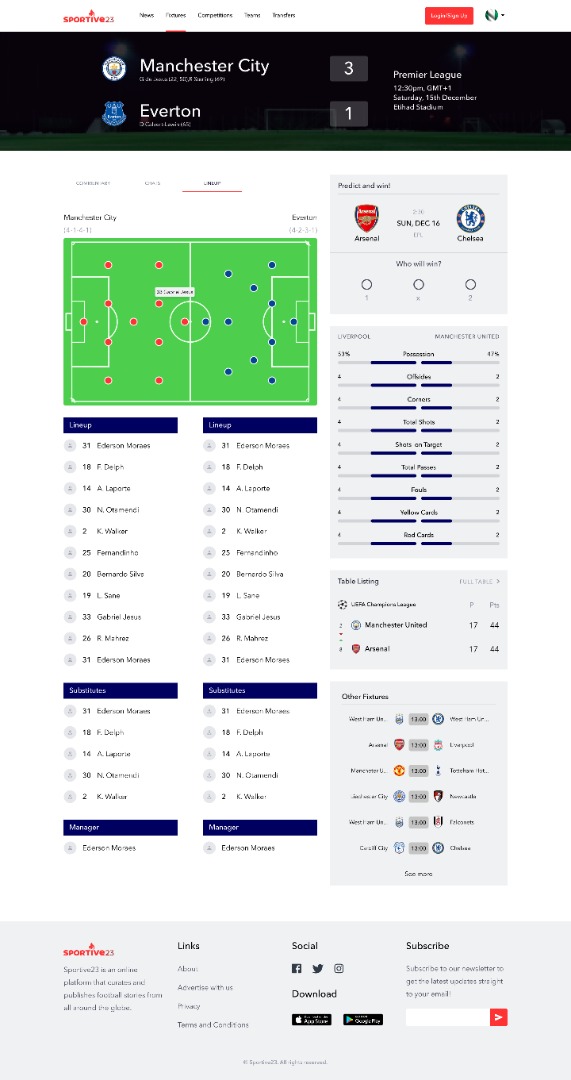 SPORTIVE23
News Fixtures Competitions Teams Transfers
Login/Sign Up
Manchester City 3
Everton 1
Premier League
12:30pm, GMT+1
Saturday, 15th December
Etihad Stadium
COMMENTARY LINEUP
Manchester City Everton
(4-1-4-1) (4-2-3-1)
Gabriel Jesus
Lineup Lineup
31 Ederson Moraes 31 Ederson Moraes
18 F. Delph 18 F. Delph
14 A. Laporte 14 A. Laporte
30 N. Otamendi 30 N. Otamendi
2 K. Walker 2 K. Walker
25 Fernandinho 25 Fernandinho
20 Bernardo Silva 20 Bernardo Silva
19 L. Sane 19 L. Sane
33 Gabriel Jesus 33 Gabriel Jesus
26 R. Mahrez 26 R. Mahrez
31 Ederson Moraes 31 Ederson Moraes
Substitutes Substitutes
31 Ederson Moraes 31 Ederson Moraes
18 F. Delph 18 F. Delph
14 A. Laporte 14 A. Laporte
30 N. Otamendi 30 N. Otamendi
2 K. Walker 2 K. Walker
Manager Manager
Ederson Moraes Ederson Moraes
Predict and win!
SUN, DEC 16
Arsenal Chelsea
Who will win?
1 x 2
LIVERPOOL MANCHESTER UNITED
53% Possession 47%
4 Offsides 2
4 Corners 2
4 Total Shots 2
4 Shots on Target 2
4 Total Passes 2
4 Fouls 2
4 Yellow Cards 2
4 Red Cards 2
Table Listing FULL TABLE >
UEFA Champions League P Pts
Manchester United 17 44
8 Arsenal 17 44
Other Fixtures
West Ham Un... 13:00 West Ham Un...
Arsenal 13:00 Liverpool
Manchester U... 13:00 Tottenham Hot...
Leichester City 13:00 Newcastle
West Ham Un... 13:00 Falconets
Cardiff City 13:00 Chelsea
See more
SPORTIVE23
Sportive23 is an online
platform that curates and
publishes football stories from
all around the globe.
Links
About
Advertise with us
Privacy
Terms and Conditions
Social
Download
App Store Google Play
Subscribe
Subscribe to our newsletter to
get the latest updates straight
to your email!
© Sportive23. All rights reserved.